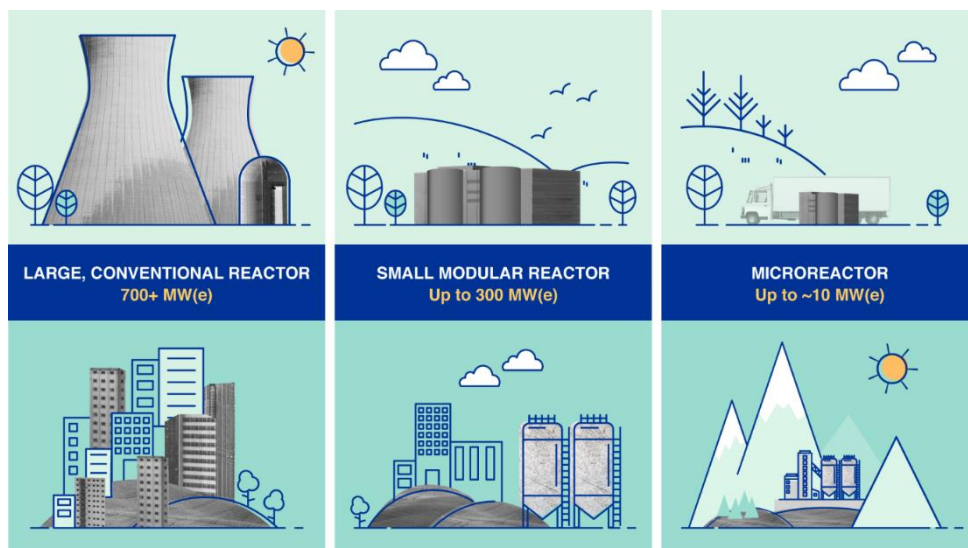 LARGE, CONVENTIONAL REACTOR
700+ MW(e)
SMALL MODULAR REACTOR
Up to 300 MW(e)
MICROREACTOR
Up to ~10 MW(e)